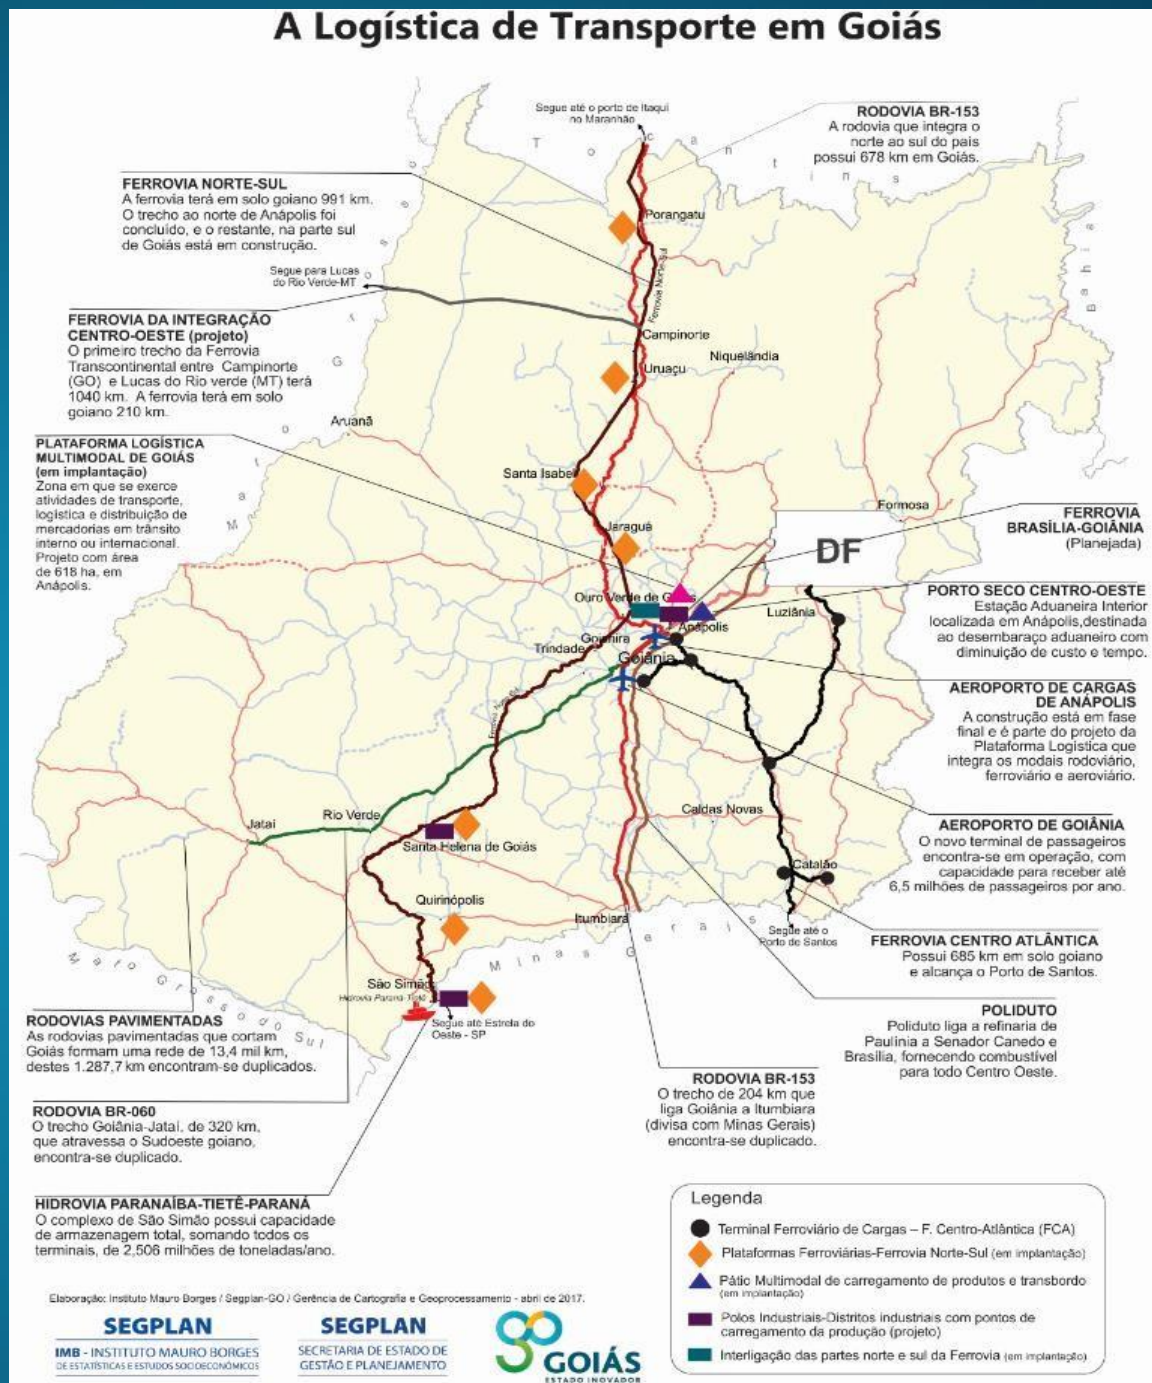 A Logística de Transporte em Goiás
Segue até o porto de Itaqui
no Maranhão
RODOVIA BR-153
A rodovia que integra o
norte ao sul do país
possui 678 km em Goiás.
Tocantins
FERROVIA NORTE-SUL
A ferrovia terá em solo goiano 991 km.
O trecho ao norte de Anápolis foi
concluído, e o restante, na parte sul
de Goiás está em construção.
Porangatu
Ferrovia Norte-Sul
Bahia
Segue para Lucas
do Rio Verde-MT
FERROVIA DA INTEGRAÇÃO
CENTRO-OESTE (projeto)
O primeiro trecho da Ferrovia
Transcontinental entre Campinorte
(GO) e Lucas do Rio verde (MT) terá
1040 km. A ferrovia terá em solo
goiano 210 km.
Campinorte
Niquelândia
Uruaçu
Aruanã
PLATAFORMA LOGÍSTICA
MULTIMODAL DE GOIÁS
(em implantação)
Zona em que se exerce
atividades de transporte,
logística e distribuição de
mercadorias em trânsito
interno ou internacional.
Projeto com área
de 618 ha, em
Anápolis.
Santa Isabel
Formosa
FERROVIA
BRASÍLIA-GOIÂNIA
(Planejada)
Jaraguá
DF
PORTO SECO CENTRO-OESTE
Estação Aduaneira Interior
localizada em Anápolis,destinada
ao desembaraço aduaneiro com
diminuição de custo e tempo.
Ouro Verde de Goiás
Luziânia
Anápolis
Goianira
Trindade
Goiânia
AEROPORTO DE CARGAS
DE ANÁPOLIS
A construção está em fase
final e é parte do projeto da
Plataforma Logística que
integra os modais rodoviário,
ferroviário e aeroviário.
Caldas Novas
Rio Verde
Jataí
Santa Helena de Goiás
AEROPORTO DE GOIÂNIA
O novo terminal de passageiros
encontra-se em operação, com
capacidade para receber até
6,5 milhões de passageiros por ano.
Catalão
Quirinópolis
Itumbiara
Segue até o
Porto de Santos
Minas Gerais
Mato Grosso do Sul
FERROVIA CENTRO ATLÂNTICA
Possui 685 km em solo goiano
e alcança o Porto de Santos.
São Simão
Hidrovia Paraná-Tietê
Segue até Estrela do
Oeste - SP
RODOVIAS PAVIMENTADAS
As rodovias pavimentadas que cortam
Goiás formam uma rede de 13,4 mil km,
destes 1.287,7 km encontram-se duplicados.
POLIDUTO
Poliduto liga a refinaria de
Paulínia a Senador Canedo e
Brasília, fornecendo combustível
para todo Centro Oeste.
RODOVIA BR-153
O trecho de 204 km que
liga Goiânia a Itumbiara
(divisa com Minas Gerais)
encontra-se duplicado.
RODOVIA BR-060
O trecho Goiânia-Jataí, de 320 km,
que atravessa o Sudoeste goiano,
encontra-se duplicado.
HIDROVIA PARANAÍBA-TIETÊ-PARANÁ
O complexo de São Simão possui capacidade
de armazenagem total, somando todos os
terminais, de 2,506 milhões de toneladas/ano.
Legenda
Terminal Ferroviário de Cargas – F. Centro-Atlântica (FCA)
Plataformas Ferroviárias-Ferrovia Norte-Sul (em implantação)
Pátio Multimodal de carregamento de produtos e transbordo
(em implantação)
Polos Industriais-Distritos industriais com pontos de
carregamento da produção (projeto)
Interligação das partes norte e sul da Ferrovia (em implantação)
Elaboração: Instituto Mauro Borges / Segplan-GO / Gerência de Cartografia e Geoprocessamento - abril de 2017.
SEGPLAN
IMB - INSTITUTO MAURO BORGES
DE ESTATÍSTICAS E ESTUDOS SOCIOECONÔMICOS
SEGPLAN
SECRETARIA DE ESTADO DE
GESTÃO E PLANEJAMENTO
GOIÁS
ESTADO INOVADOR